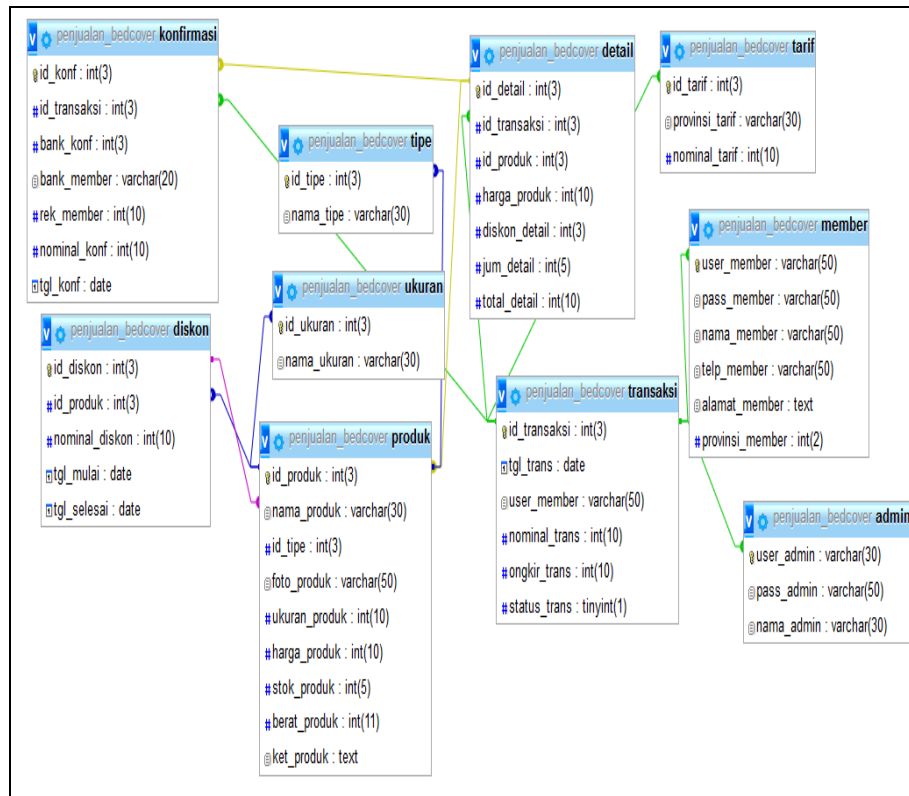 penjualan_bedcover konfirmasi
id_konf : int(3)
id_transaksi : int(3)
bank_konf : int(3)
bank_member : varchar(20)
rek_member : int(10)
nominal_konf : int(10)
tgl_konf : date
penjualan_bedcover tipe
id_tipe : int(3)
nama_tipe : varchar(30)
penjualan_bedcover detail
id_detail : int(3)
id_transaksi : int(3)
id_produk : int(3)
harga_produk : int(10)
diskon_detail : int(3)
jum_detail : int(5)
total_detail : int(10)
penjualan_bedcover tarif
id_tarif : int(3)
provinsi_tarif : varchar(30)
nominal_tarif : int(10)
penjualan_bedcover member
user_member : varchar(50)
pass_member : varchar(50)
nama_member : varchar(50)
telp_member : varchar(50)
alamat_member : text
provinsi_member : int(2)
penjualan_bedcover ukuran
id_ukuran : int(3)
nama_ukuran : varchar(30)
penjualan_bedcover diskon
id_diskon : int(3)
id_produk : int(3)
nominal_diskon : int(10)
tgl_mulai : date
tgl_selesai : date
penjualan_bedcover produk
id_produk : int(3)
nama_produk : varchar(30)
id_tipe : int(3)
foto_produk : varchar(50)
ukuran_produk : int(10)
harga_produk : int(10)
stok_produk : int(5)
berat_produk : int(11)
ket_produk : text
penjualan_bedcover transaksi
id_transaksi : int(3)
tgl_trans : date
user_member : varchar(50)
nominal_trans : int(10)
ongkir_trans : int(10)
status_trans : tinyint(1)
penjualan_bedcover admin
user_admin : varchar(30)
pass_admin : varchar(50)
nama_admin : varchar(30)